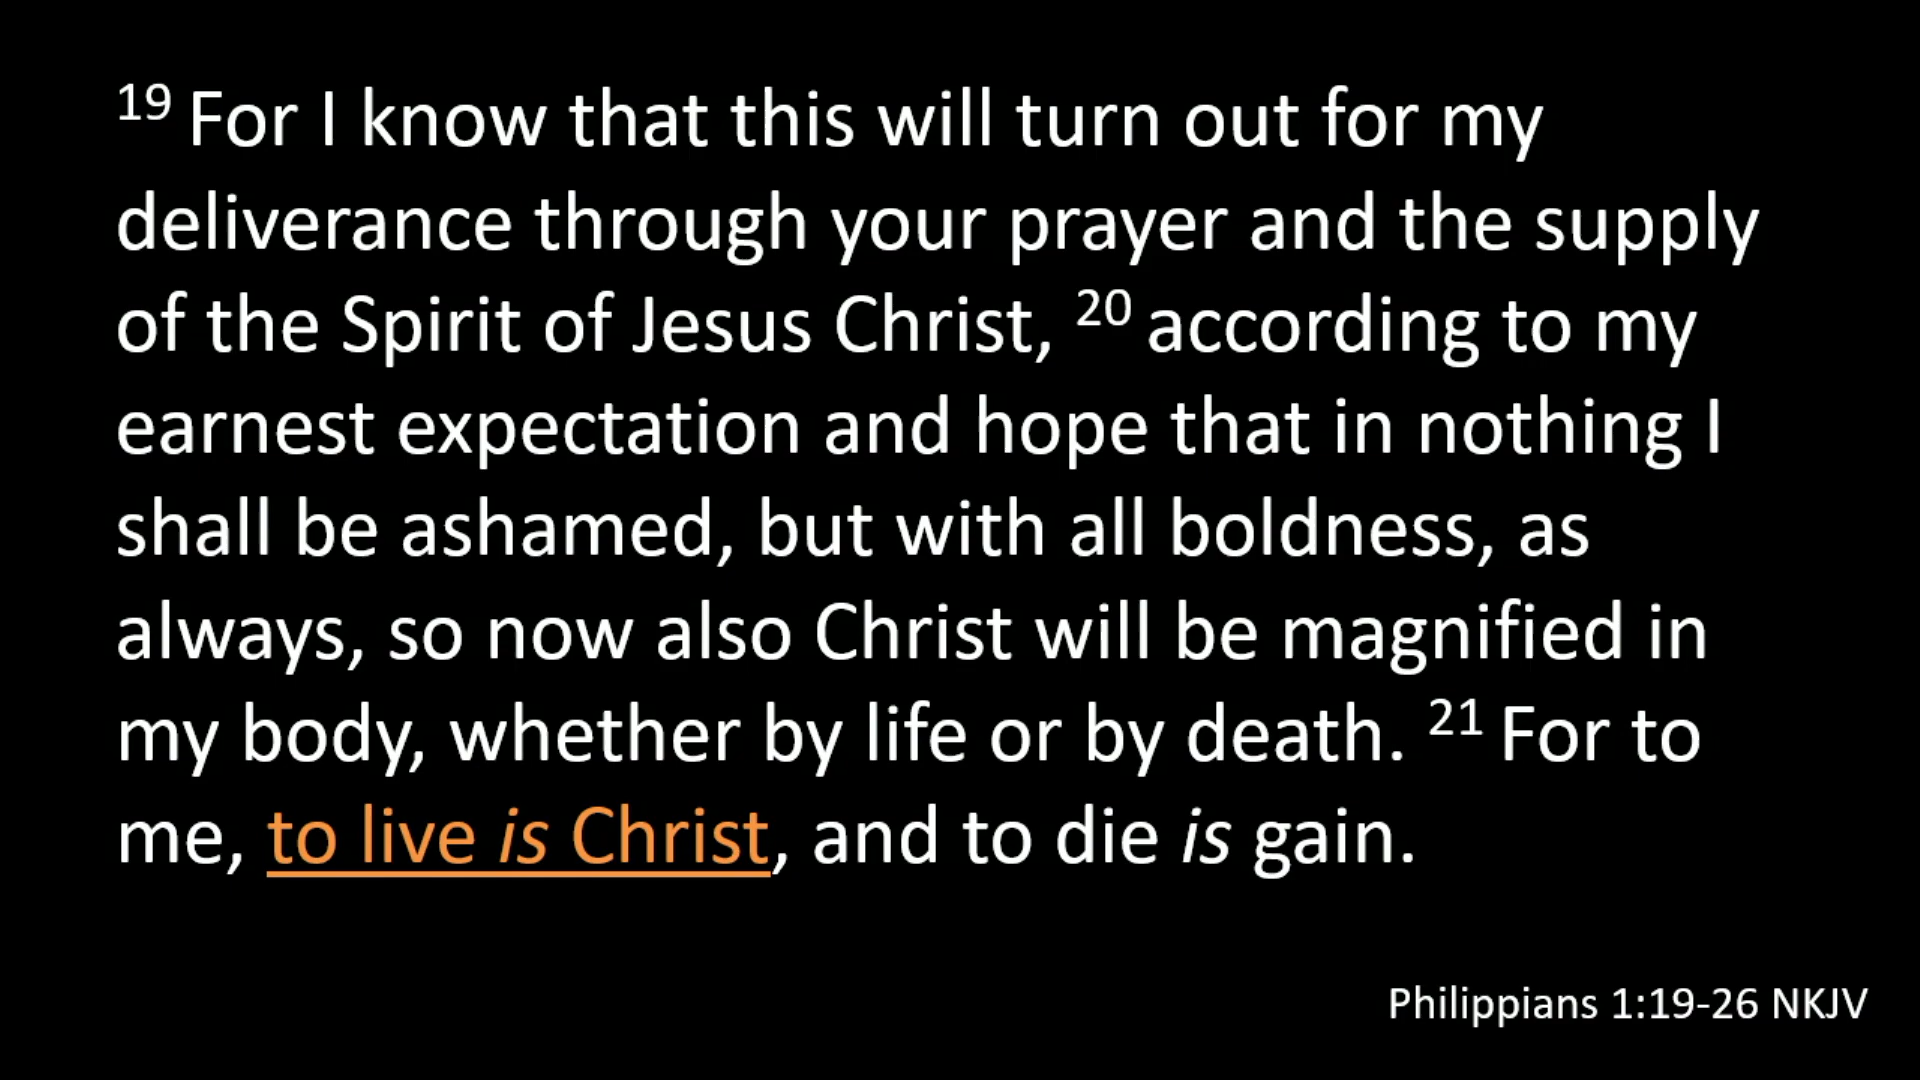 19 For I know that this will turn out for my
deliverance through your prayer and the supply
of the Spirit of Jesus Christ, 20 according to my
earnest expectation and hope that in nothing I
shall be ashamed, but with all boldness, as
always, so now also Christ will be magnified in
my body, whether by life or by death. 21 For to
me, to live is Christ, and to die is gain.
Philippians 1:19-26 NKJV